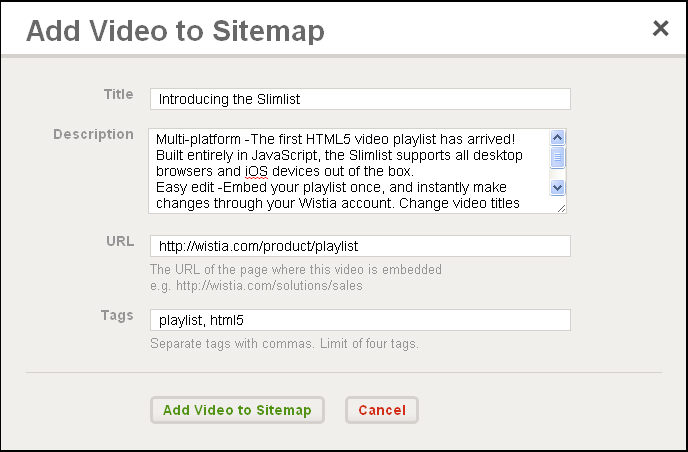 Add Video to Sitemap
Title
Introducing the Slimlist
Description
Multi-platform -The first HTML5 video playlist has arrived!
Built entirely in JavaScript, the Slimlist supports all desktop
browsers and iOS devices out of the box.
Easy edit -Embed your playlist once, and instantly make
changes through your Wistia account. Change video titles
URL
http://wistia.com/product/playlist
The URL of the page where this video is embedded
e.g. http://wistia.com/solutions/sales
Tags
playlist, html5
Separate tags with commas. Limit of four tags.
Add Video to Sitemap
Cancel